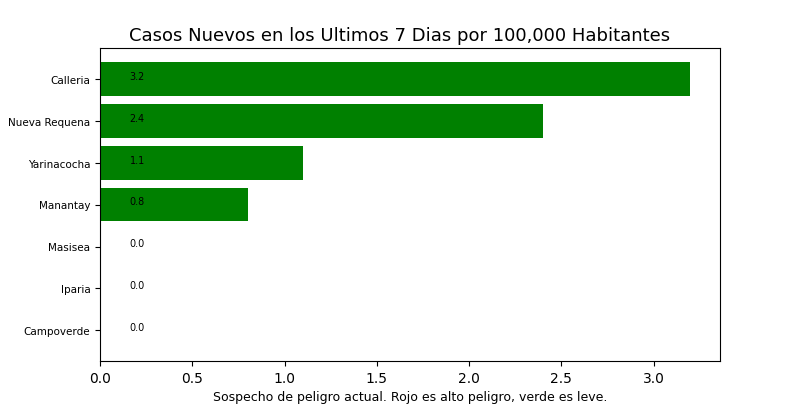 Casos Nuevos en los Ultimos 7 Dias por 100,000 Habitantes
Calleria 3.2
Nueva Requena 2.4
Yarinacocha 1.1
Manantay 0.8
Masisea 0.0
Iparia 0.0
Campoverde 0.0
0.0 0.5 1.0 1.5 2.0 2.5 3.0
Sospecho de peligro actual. Rojo es alto peligro, verde es leve.